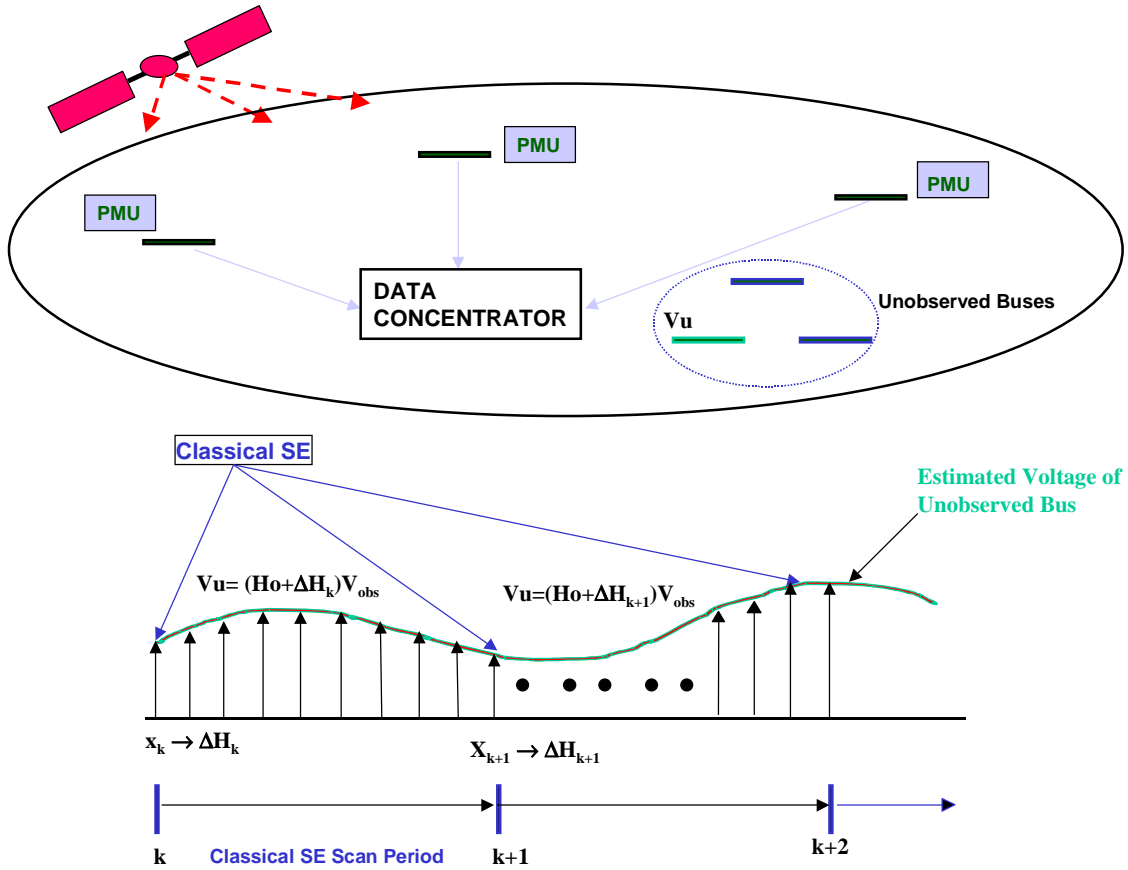 PMU
PMU
PMU
DATA
CONCENTRATOR
Unobserved Buses
Vu
Classical SE
Estimated Voltage of
Unobserved Bus
Vu= (Ho+ΔHₖ)Vₒbₛ
Vu=(Ho+ΔHₖ₊₁)Vₒbₛ
xₖ → ΔHₖ
Xₖ₊₁ → ΔHₖ₊₁
k
Classical SE Scan Period
k+1
k+2